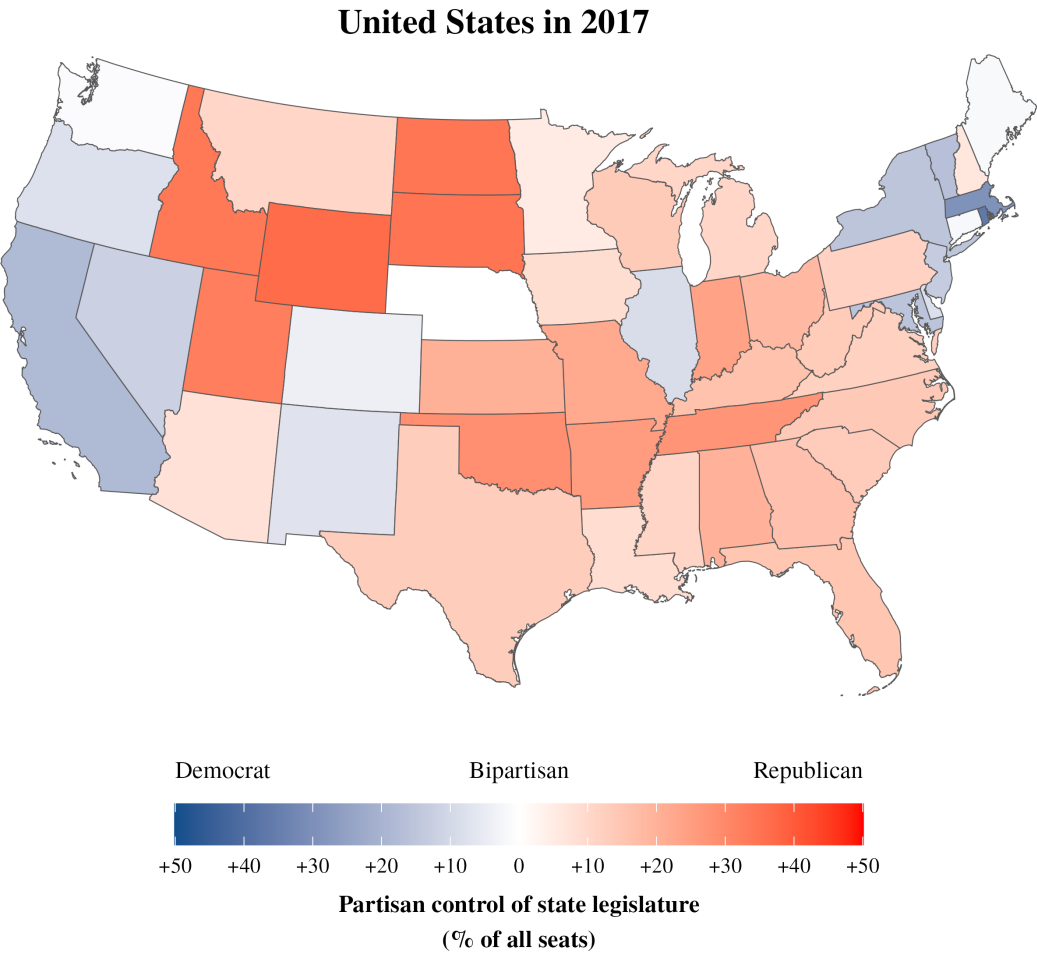 United States in 2017
Democrat Bipartisan Republican
+50 +40 +30 +20 +10 0 +10 +20 +30 +40 +50
Partisan control of state legislature
(% of all seats)